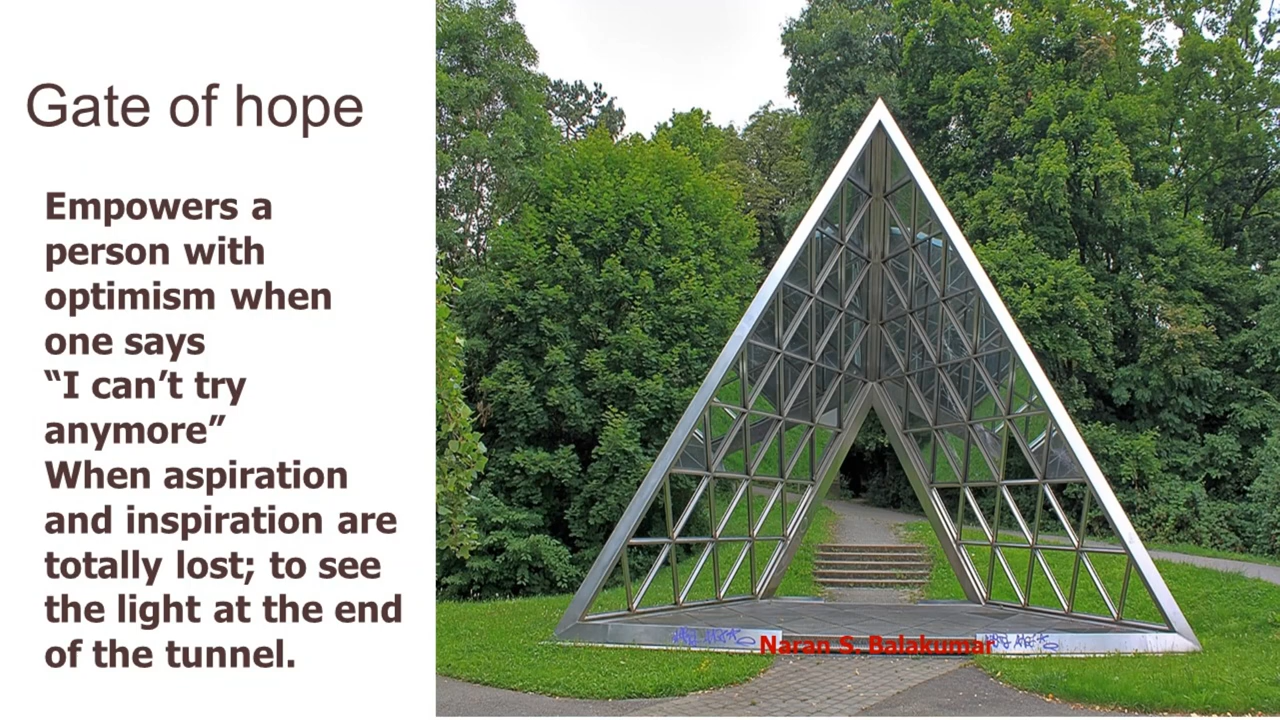 Gate of hope
Empowers a
person with
optimism when
one says
“I can’t try
anymore”
When aspiration
and inspiration are
totally lost; to see
the light at the end
of the tunnel.
Naran S. Balakumar